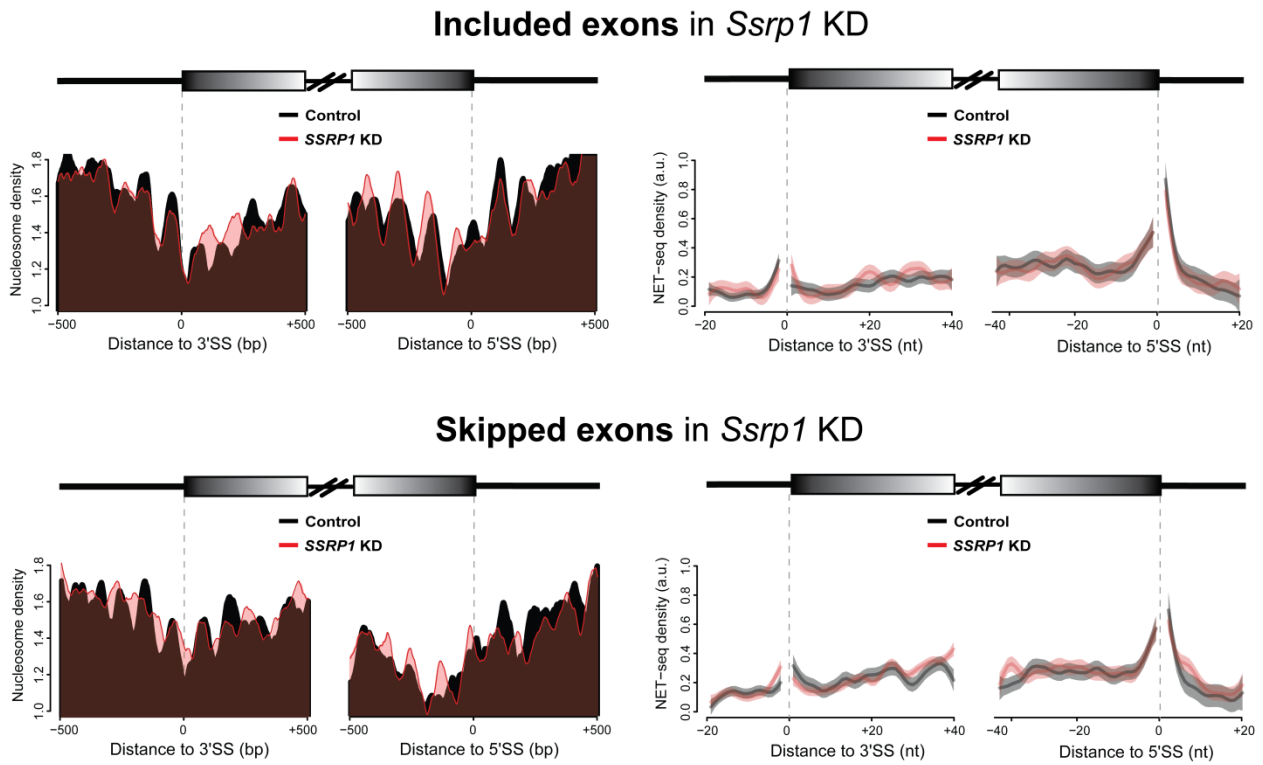 Included exons in Ssrp1 KD
Control
SSRP1 KD
Nucleosome density
1.0 1.2 1.4 1.6 1.8
−500 0 +500
Distance to 3'SS (bp)
−500 0 +500
Distance to 5'SS (bp)
Control
SSRP1 KD
NET−seq density (a.u.)
0.0 0.2 0.4 0.6 0.8 1.0
−20 0 +20 +40
Distance to 3'SS (nt)
−40 −20 0 +20
Distance to 5'SS (nt)
Skipped exons in Ssrp1 KD
Control
SSRP1 KD
Nucleosome density
1.0 1.2 1.4 1.6 1.8
−500 0 +500
Distance to 3'SS (bp)
−500 0 +500
Distance to 5'SS (bp)
Control
SSRP1 KD
NET−seq density (a.u.)
0.0 0.2 0.4 0.6 0.8 1.0
−20 0 +20 +40
Distance to 3'SS (nt)
−40 −20 0 +20
Distance to 5'SS (nt)